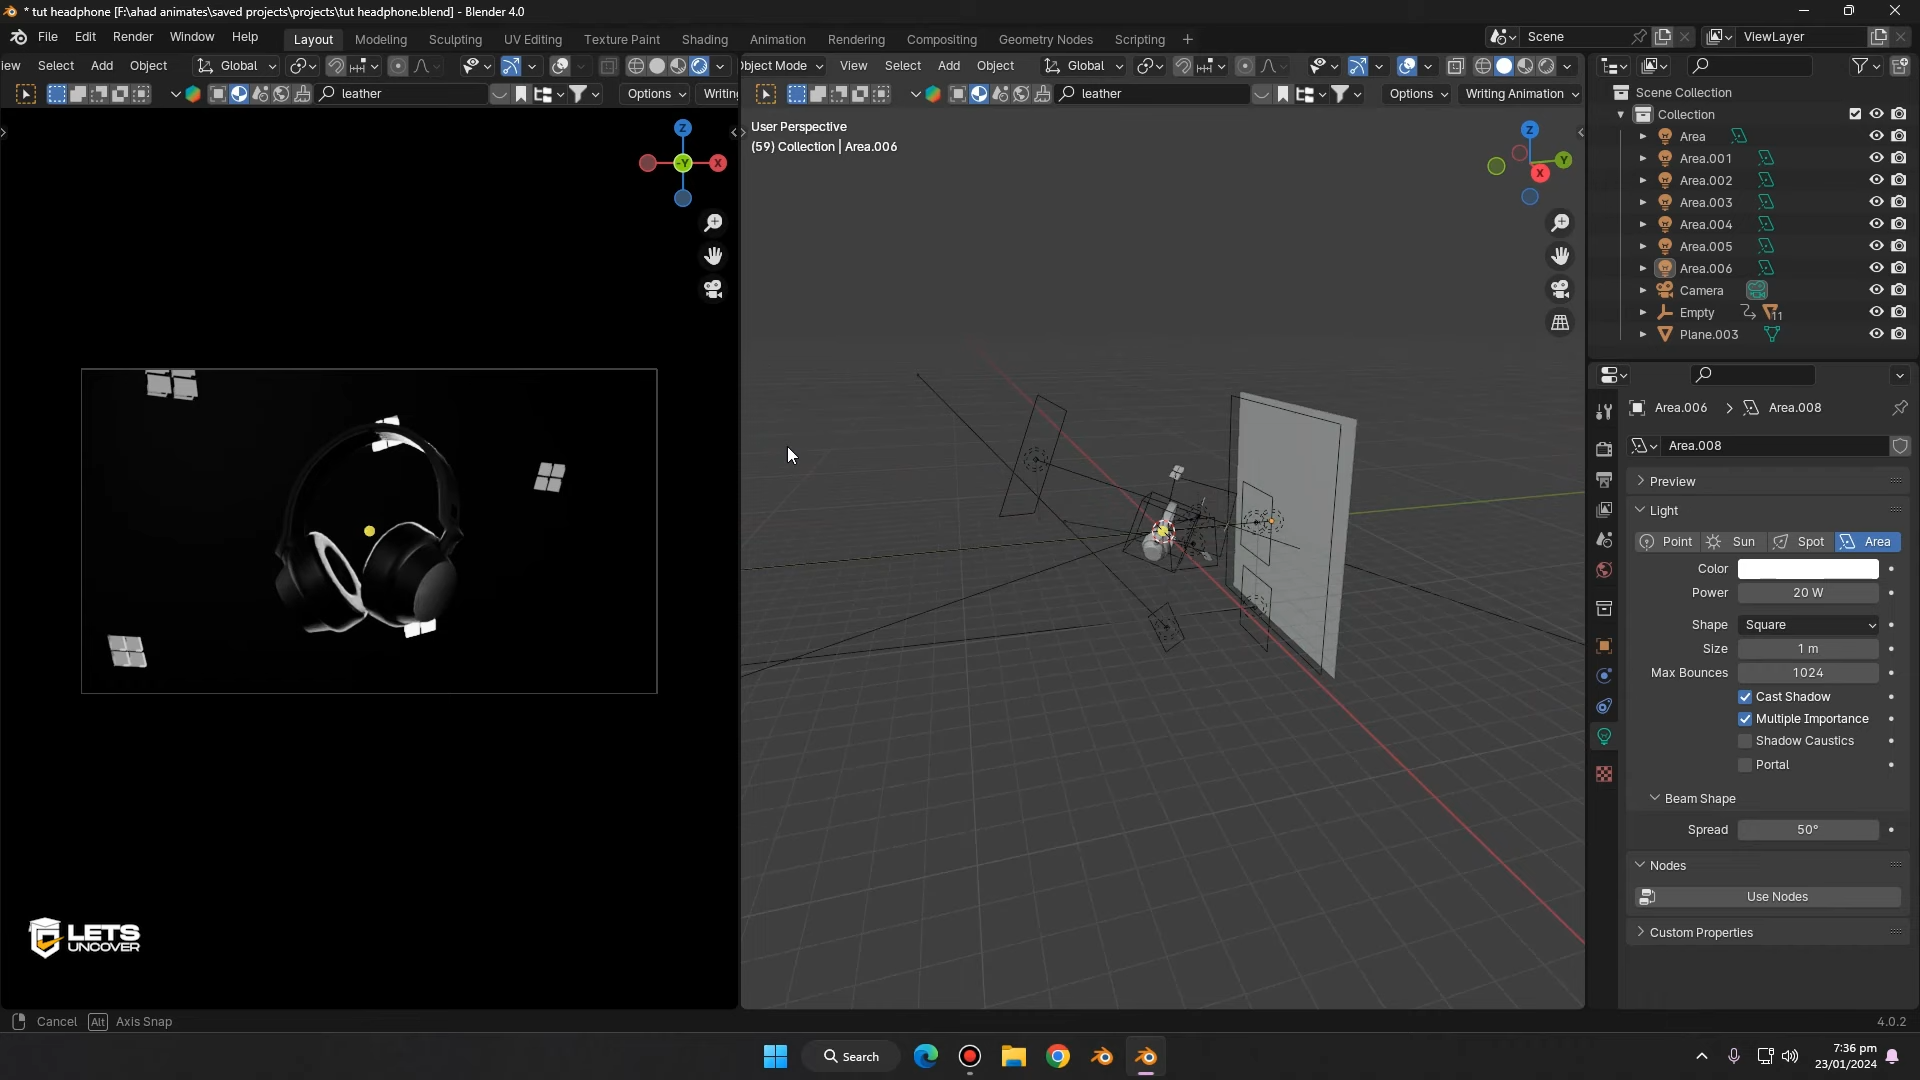 * tut headphone [F:\ahad animates\saved projects\projects\tut headphone.blend] - Blender 4.0
File Edit Render Window Help
Layout Modeling Sculpting UV Editing Texture Paint Shading Animation Rendering Compositing Geometry Nodes Scripting +
Scene
ViewLayer
iew Select Add Object Global
bject Mode View Select Add Object Global
leather Options Writing
leather Options Writing Animation
User Perspective
(59) Collection | Area.006
Z
-Y X
Z
Y
X
Scene Collection
Collection
Area
Area.001
Area.002
Area.003
Area.004
Area.005
Area.006
Camera
Empty 11
Plane.003
Area.006 > Area.008
Area.008
Preview
Light
Point Sun Spot Area
Color
Power 20 W
Shape Square
Size 1 m
Max Bounces 1024
Cast Shadow
Multiple Importance
Shadow Caustics
Portal
Beam Shape
Spread 50°
Nodes
Use Nodes
Custom Properties
LETS
UNCOVER
Cancel Alt Axis Snap
4.0.2
Search
7:36 pm
23/01/2024